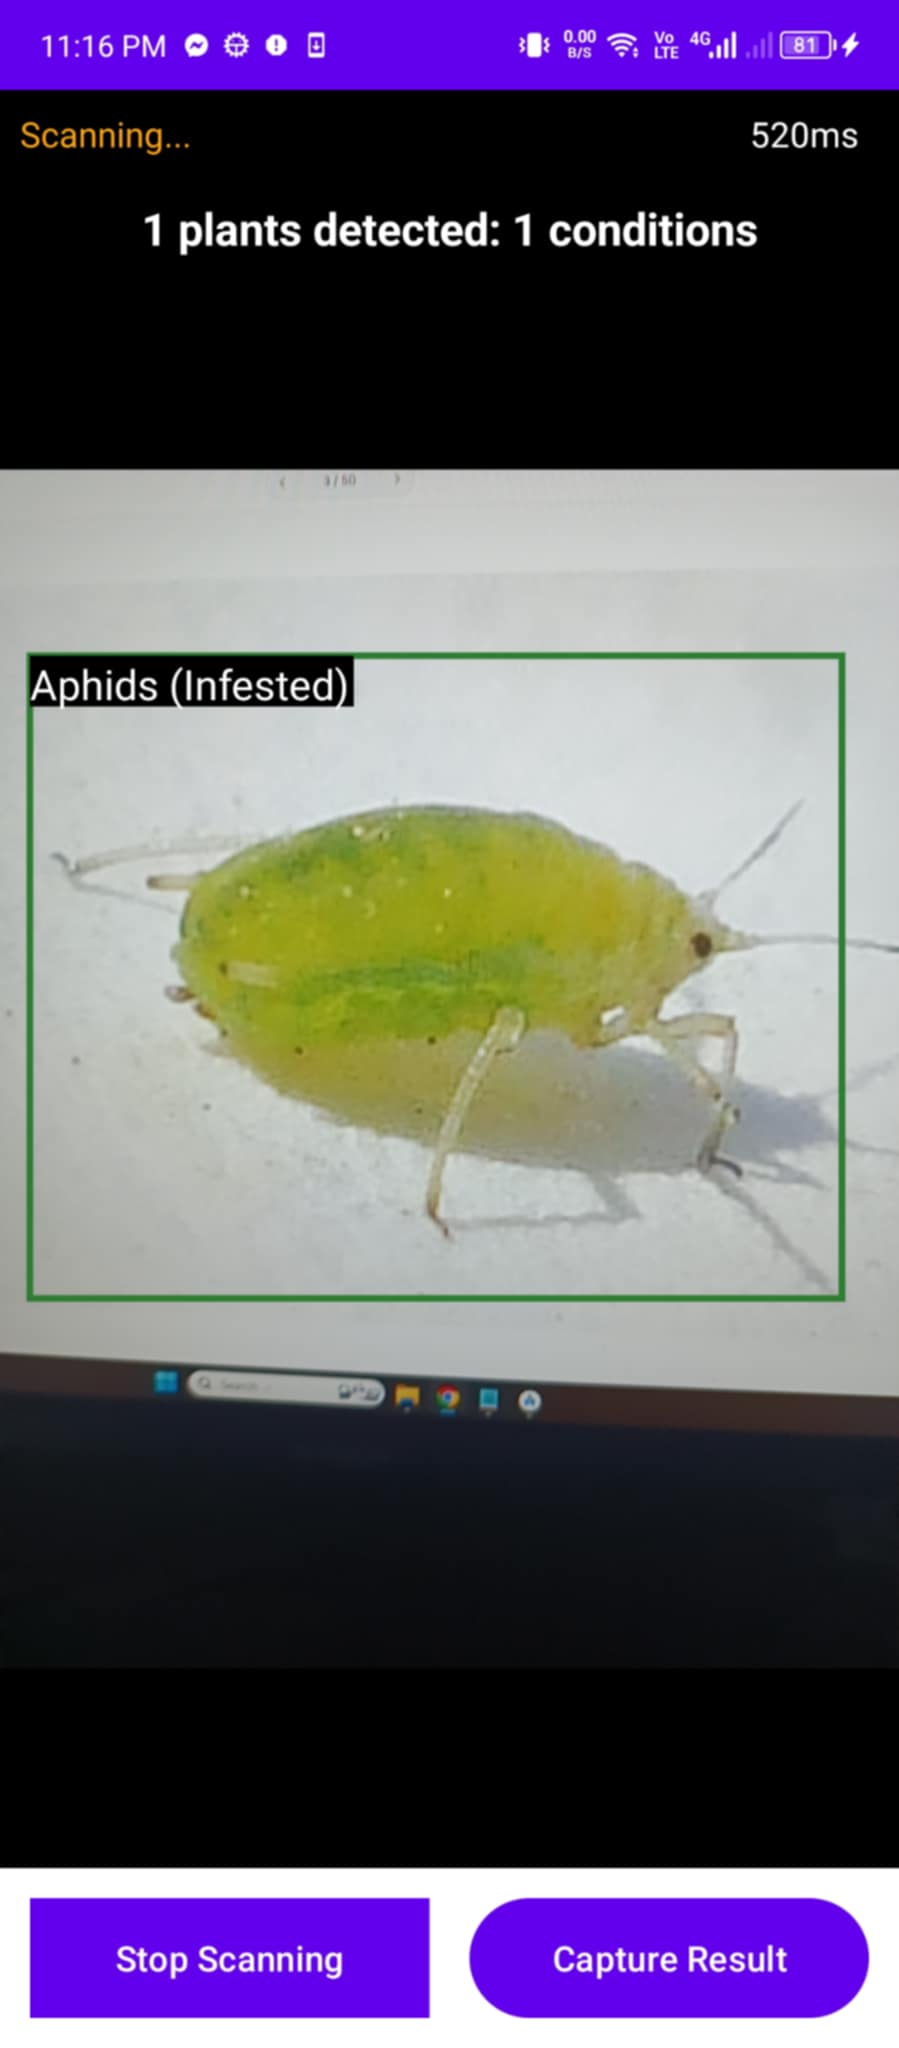 11:16 PM 0.00 B/S Vo LTE 4G 81
Scanning... 520ms
1 plants detected: 1 conditions
3 / 50
Aphids (Infested)
Search
Stop Scanning Capture Result